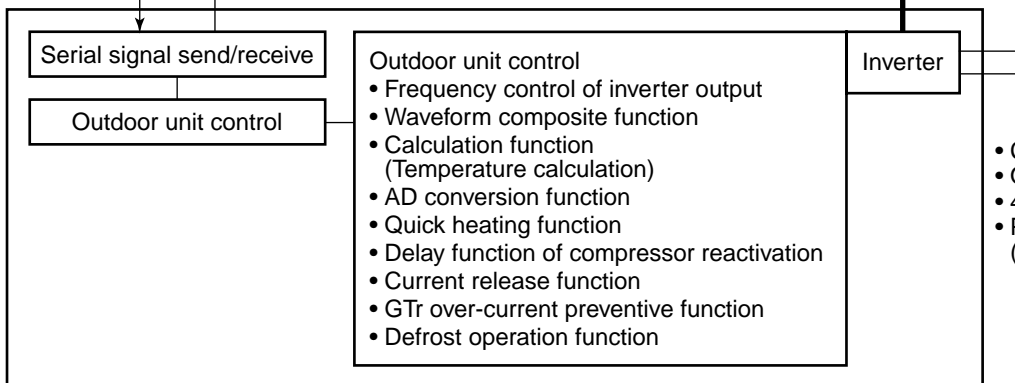 Serial signal send/receive
Outdoor unit control
Outdoor unit control
• Frequency control of inverter output
• Waveform composite function
• Calculation function
(Temperature calculation)
• AD conversion function
• Quick heating function
• Delay function of compressor reactivation
• Current release function
• GTr over-current preventive function
• Defrost operation function
Inverter